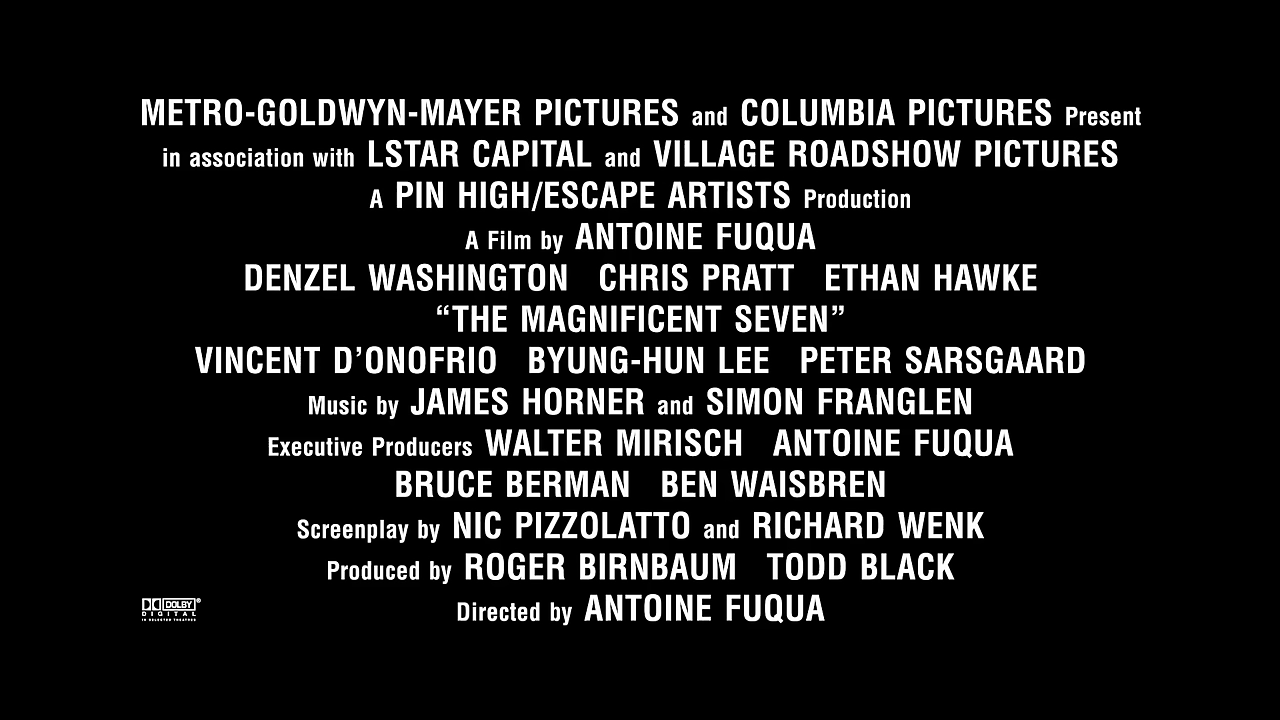 METRO-GOLDWYN-MAYER PICTURES and COLUMBIA PICTURES Present
in association with LSTAR CAPITAL and VILLAGE ROADSHOW PICTURES
A PIN HIGH/ESCAPE ARTISTS Production
A Film by ANTOINE FUQUA
DENZEL WASHINGTON CHRIS PRATT ETHAN HAWKE
“THE MAGNIFICENT SEVEN”
VINCENT D’ONOFRIO BYUNG-HUN LEE PETER SARSGAARD
Music by JAMES HORNER and SIMON FRANGLEN
Executive Producers WALTER MIRISCH ANTOINE FUQUA
BRUCE BERMAN BEN WAISBREN
Screenplay by NIC PIZZOLATTO and RICHARD WENK
Produced by ROGER BIRNBAUM TODD BLACK
Directed by ANTOINE FUQUA
DOLBY®
DIGITAL
IN SELECTED THEATRES